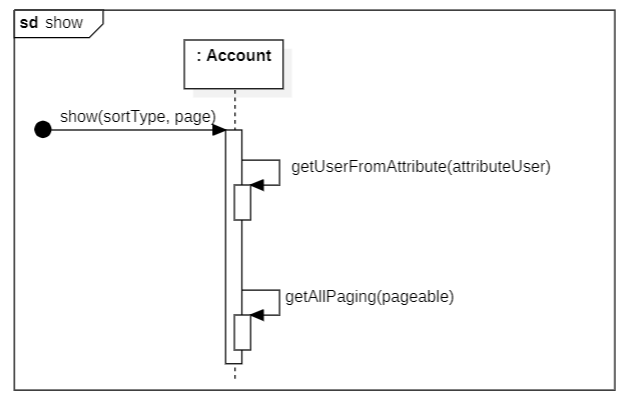 sd show
: Account
show(sortType, page)
getUserFromAttribute(attributeUser)
getAllPaging(pageable)